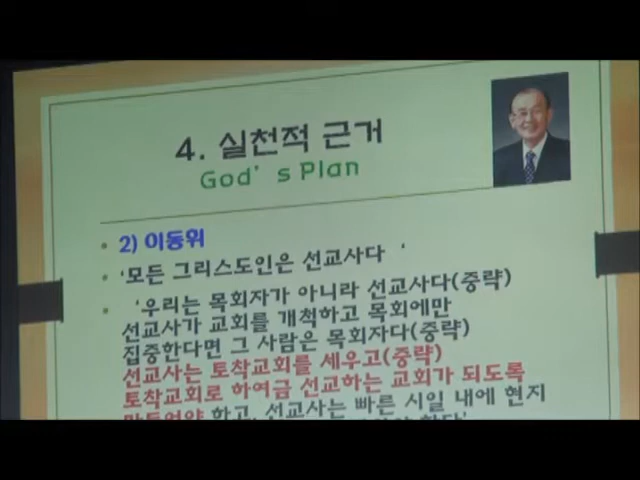 4. 실천적 근거
God's Plan
2) 이동휘
'모든 그리스도인은 선교사다 '
'우리는 목회자가 아니라 선교사다(중략)
선교사가 교회를 개척하고 목회에만
집중한다면 그 사람은 목회자다(중략)
선교사는 토착교회를 세우고(중략)
토착교회로 하여금 선교하는 교회가 되도록
하고, 선교사는 빠른 시일 내에 현지